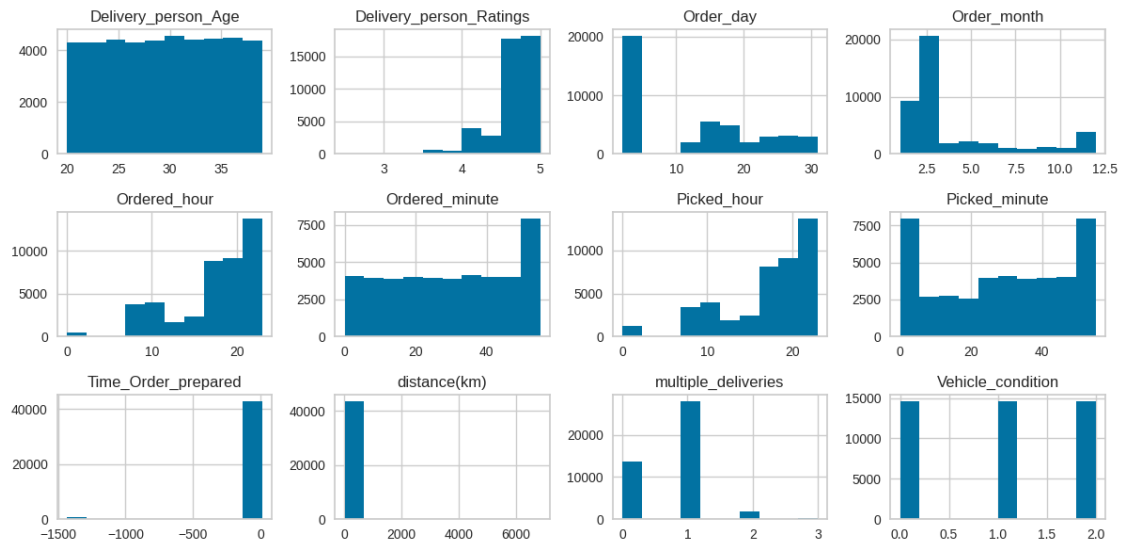 Delivery_person_Age Delivery_person_Ratings Order_day Order_month
4000 2000 0
20 25 30 35
15000 10000 5000 0
3 4 5
20000 10000 0
10 20 30
20000 10000 0
2.5 5.0 7.5 10.0 12.5
Ordered_hour Ordered_minute Picked_hour Picked_minute
10000 5000 0
0 10 20
7500 5000 2500 0
0 20 40
10000 5000 0
0 10 20
7500 5000 2500 0
0 20 40
Time_Order_prepared distance(km) multiple_deliveries Vehicle_condition
40000 20000 0
−1500 −1000 −500 0
40000 20000 0
0 2000 4000 6000
20000 10000 0
0 1 2 3
15000 10000 5000 0
0.0 0.5 1.0 1.5 2.0